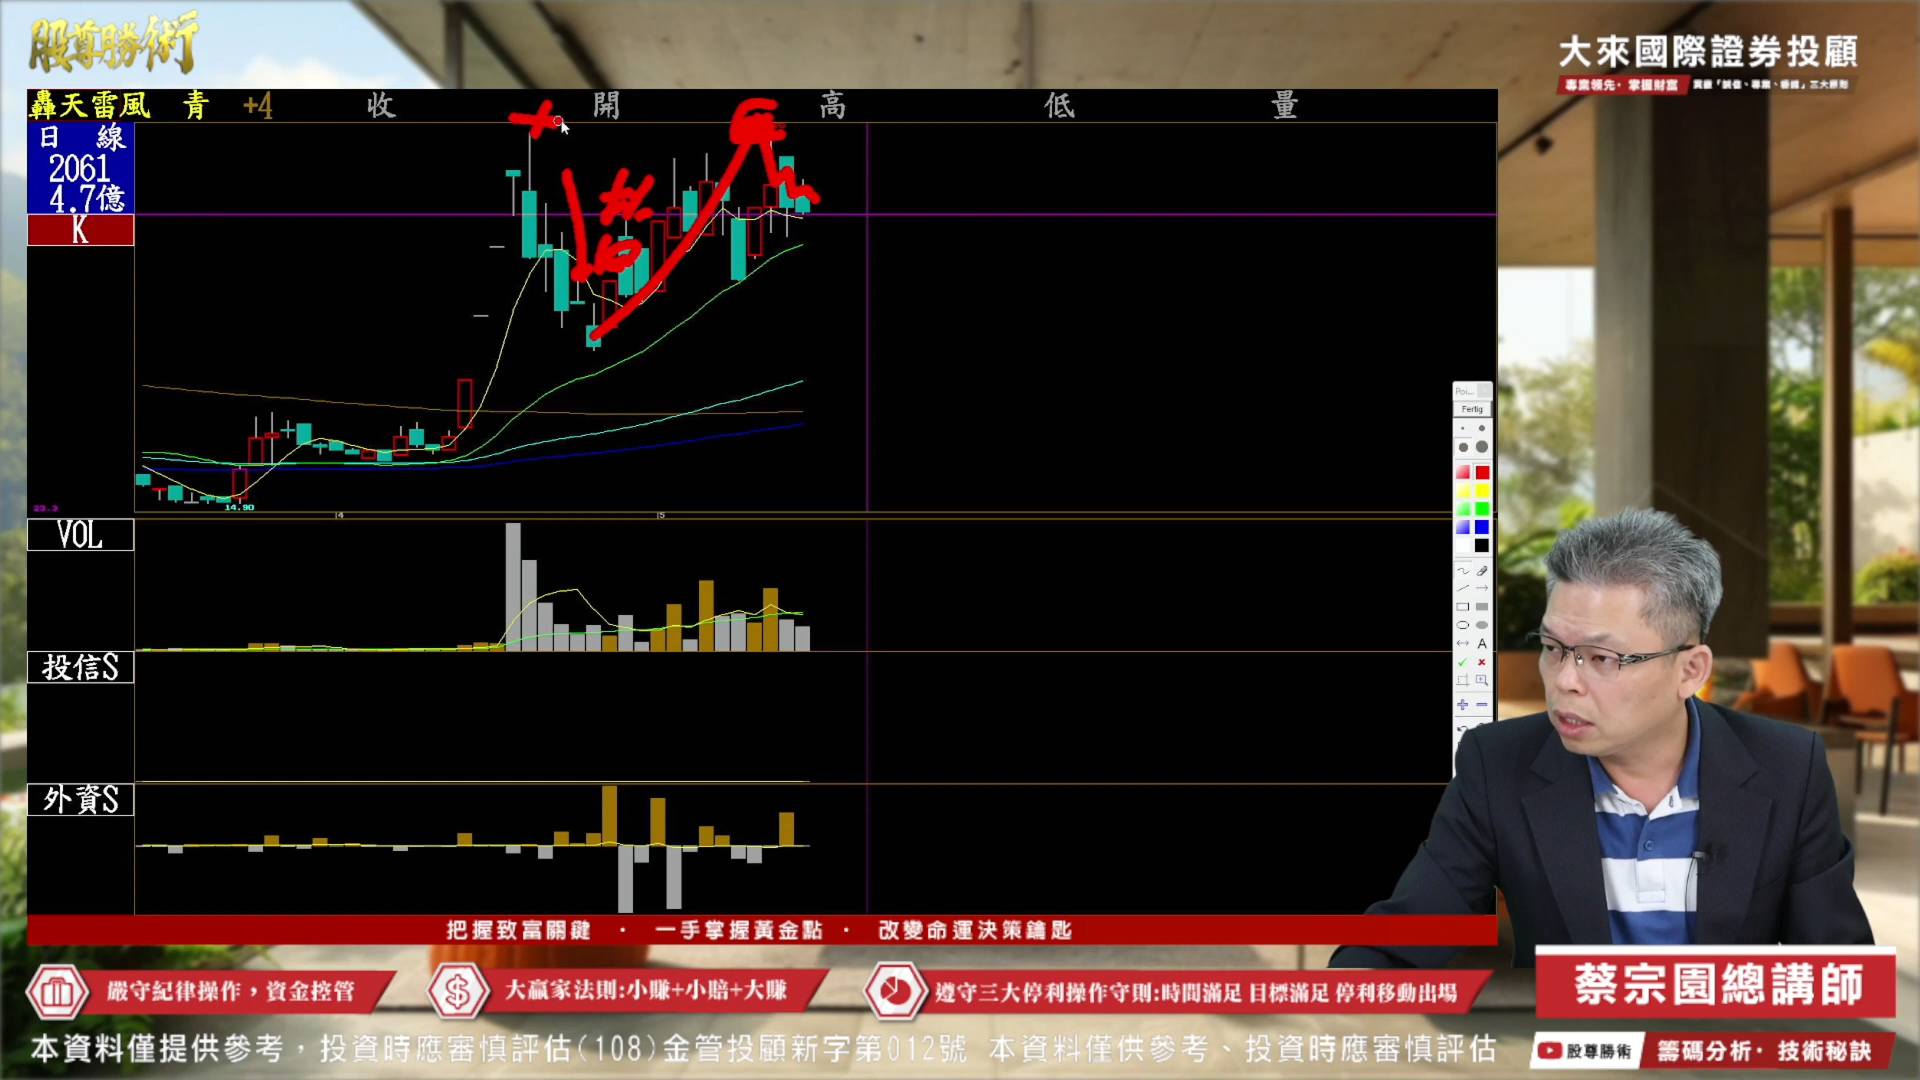 股尊勝術
大來國際證券投顧
專業領先・掌握財富
轟天雷風 青 +4 收 開 高 低 量
日 線
2061
4.7億
K
23.3
14.90
4
5
Poi...
Fertig
A
VOL
投信S
外資S
把握致富關鍵 · 一手掌握黃金點 · 改變命運決策鑰匙
嚴守紀律操作，資金控管
大贏家法則:小賺+小賠+大賺
遵守三大停利操作守則:時間滿足 目標滿足 停利移動出場
蔡宗園總講師
本資料僅提供參考，投資時應審慎評估(108)金管投顧新字第012號 本資料僅供參考、投資時應審慎評估
股尊勝術
籌碼分析・技術秘訣